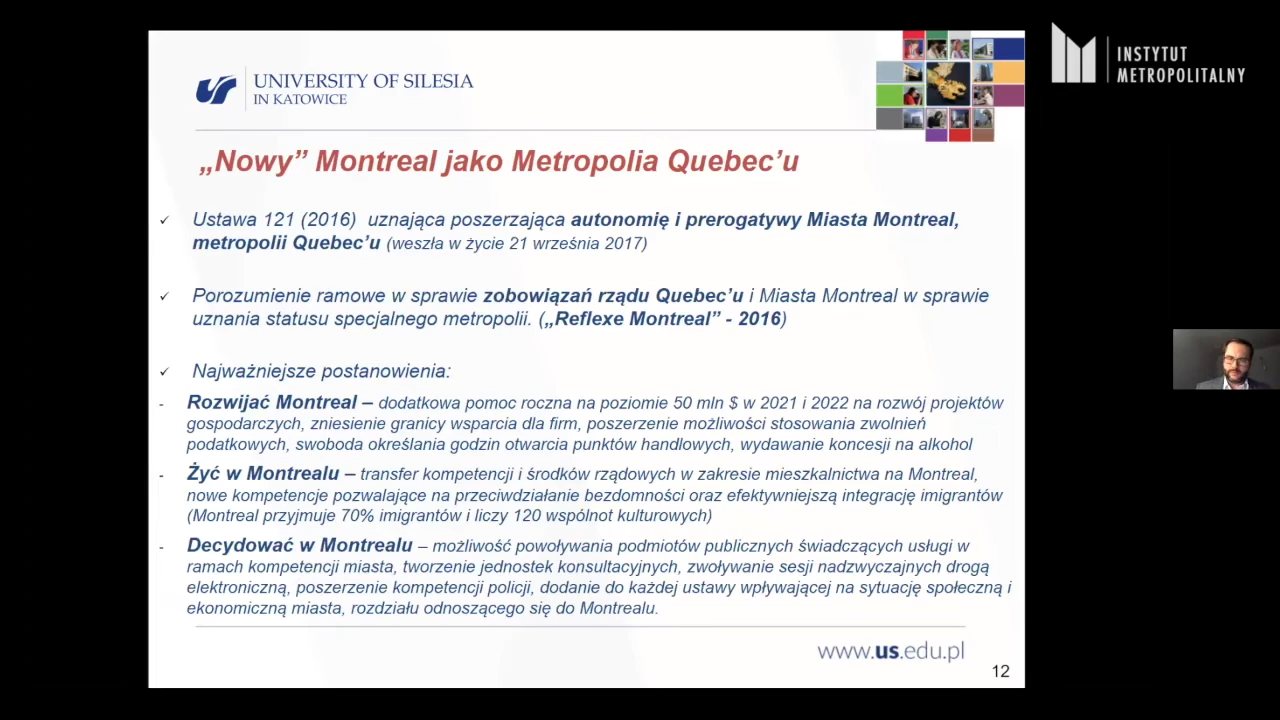 UNIVERSITY OF SILESIA
IN KATOWICE
INSTYTUT
METROPOLITALNY
„Nowy” Montreal jako Metropolia Quebec’u
Ustawa 121 (2016) uznająca poszerzająca autonomię i prerogatywy Miasta Montreal,
metropolii Quebec’u (weszła w życie 21 września 2017)
Porozumienie ramowe w sprawie zobowiązań rządu Quebec’u i Miasta Montreal w sprawie
uznania statusu specjalnego metropolii. („Reflexe Montreal” - 2016)
Najważniejsze postanowienia:
- Rozwijać Montreal – dodatkowa pomoc roczna na poziomie 50 mln $ w 2021 i 2022 na rozwój projektów
gospodarczych, zniesienie granicy wsparcia dla firm, poszerzenie możliwości stosowania zwolnień
podatkowych, swoboda określania godzin otwarcia punktów handlowych, wydawanie koncesji na alkohol
- Żyć w Montrealu – transfer kompetencji i środków rządowych w zakresie mieszkalnictwa na Montreal,
nowe kompetencje pozwalające na przeciwdziałanie bezdomności oraz efektywniejszą integrację imigrantów
(Montreal przyjmuje 70% imigrantów i liczy 120 wspólnot kulturowych)
- Decydować w Montrealu – możliwość powoływania podmiotów publicznych świadczących usługi w
ramach kompetencji miasta, tworzenie jednostek konsultacyjnych, zwoływanie sesji nadzwyczajnych drogą
elektroniczną, poszerzenie kompetencji policji, dodanie do każdej ustawy wpływającej na sytuację społeczną i
ekonomiczną miasta, rozdziału odnoszącego się do Montrealu.
www.us.edu.pl
12